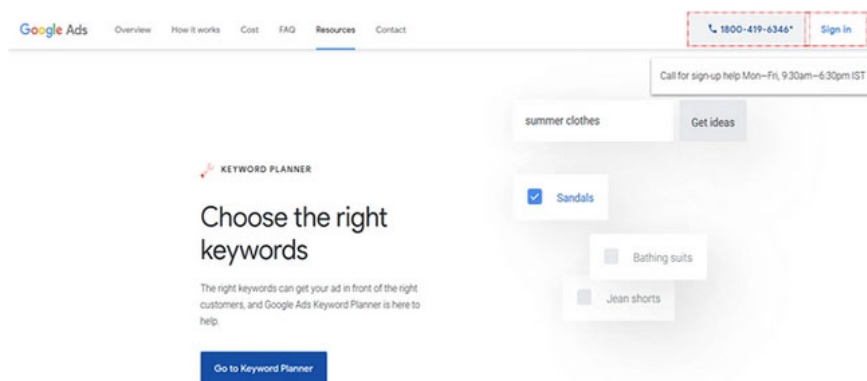 Google Ads Overview How it works Cost FAQ Resources Contact 1800-419-6346* Sign in
Call for sign-up help Mon–Fri, 9:30am–6:30pm IST
summer clothes Get ideas
KEYWORD PLANNER
Sandals
Choose the right
keywords
Bathing suits
The right keywords can get your ad in front of the right
Jean shorts
customers, and Google Ads Keyword Planner is here to
help.
Go to Keyword Planner